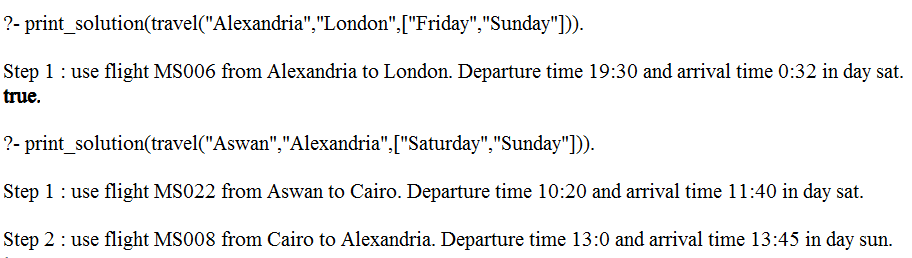 ?- print_solution(travel("Alexandria","London",["Friday","Sunday"])).
Step 1 : use flight MS006 from Alexandria to London. Departure time 19:30 and arrival time 0:32 in day sat.
true.
?- print_solution(travel("Aswan","Alexandria",["Saturday","Sunday"])).
Step 1 : use flight MS022 from Aswan to Cairo. Departure time 10:20 and arrival time 11:40 in day sat.
Step 2 : use flight MS008 from Cairo to Alexandria. Departure time 13:0 and arrival time 13:45 in day sun.